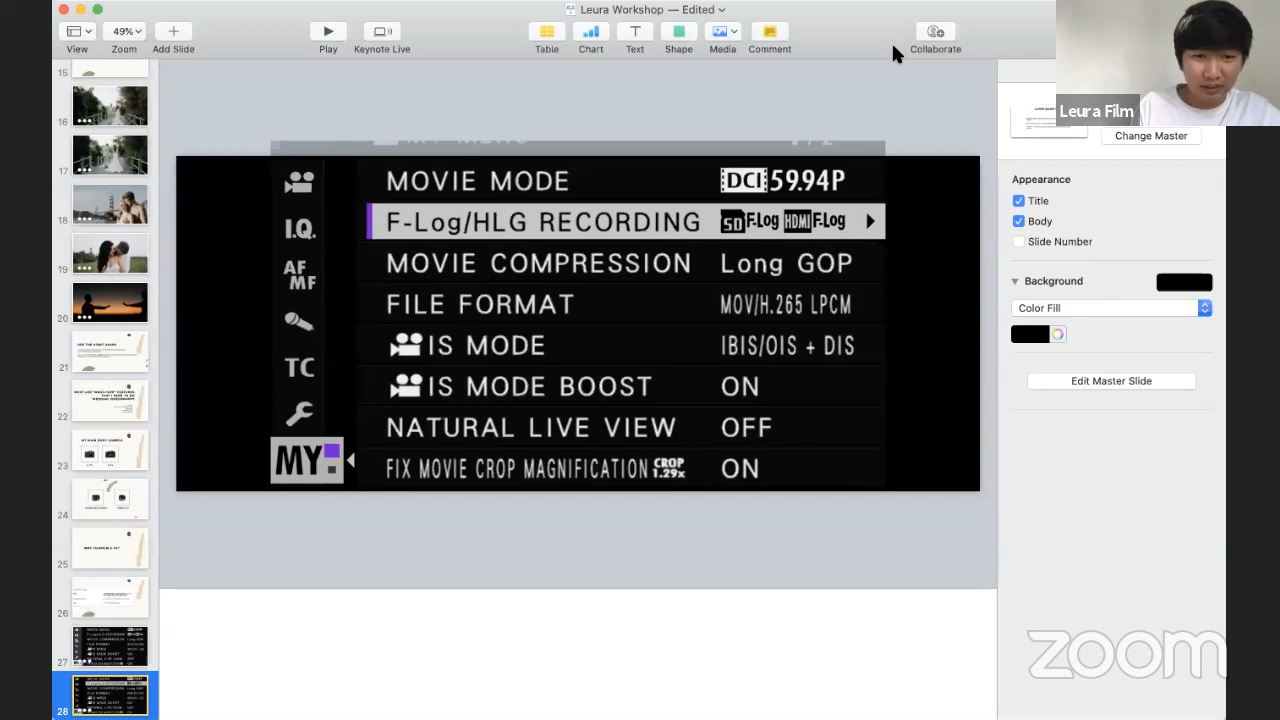 Leura Workshop — Edited
49%
View
Zoom
Add Slide
Play
Keynote Live
Table
Chart
Text
Shape
Media
Comment
Collaborate
Leura Film
Change Master
Appearance
Title
Body
Slide Number
Background
Color Fill
Edit Master Slide
15
16
17
18
19
20
21
22
23
24
25
26
27
28
MOVIE MODE DCI 59.94P
I.Q. F-Log/HLG RECORDING SD F-Log HDMI F-Log
AF MF MOVIE COMPRESSION Long GOP
FILE FORMAT MOV/H.265 LPCM
TC IS MODE IBIS/OIS + DIS
IS MODE BOOST ON
NATURAL LIVE VIEW OFF
MY. FIX MOVIE CROP MAGNIFICATION CROP 1.29x ON
zoom